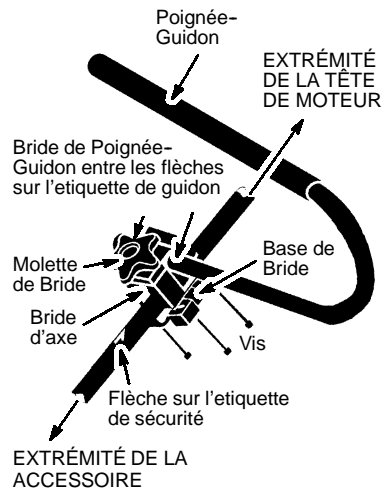 Poignée-
Guidon
EXTRÉMITÉ
DE LA TÊTE
DE MOTEUR
Bride de Poignée-
Guidon entre les flèches
sur l'etiquette de guidon
Base de
Bride
Molette
de Bride
Bride
d'axe
Vis
Flèche sur l'etiquette
de sécurité
EXTRÉMITÉ DE LA
ACCESSOIRE